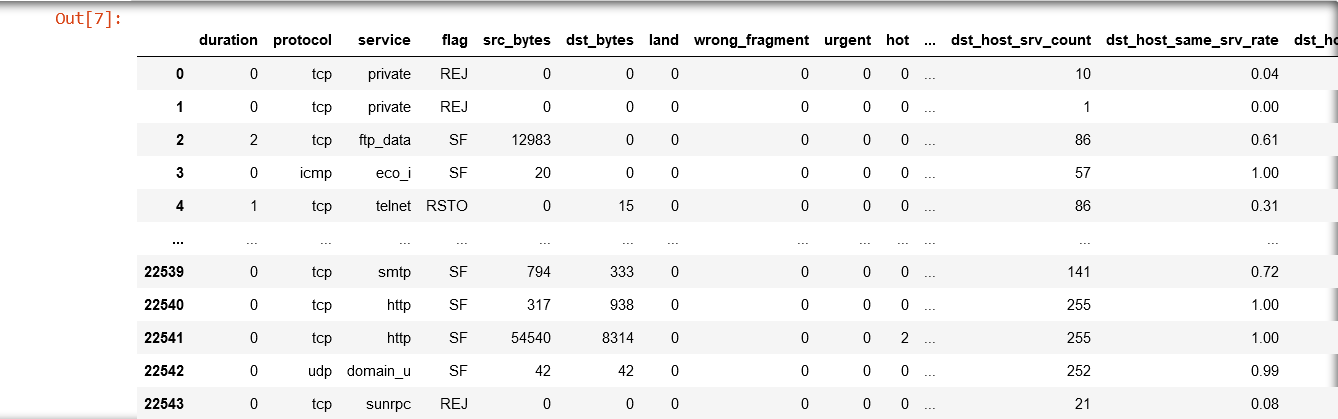 Out[7]:
duration protocol service flag src_bytes dst_bytes land wrong_fragment urgent hot ... dst_host_srv_count dst_host_same_srv_rate dst_ho
0 0 tcp private REJ 0 0 0 0 0 0 ... 10 0.04
1 0 tcp private REJ 0 0 0 0 0 0 ... 1 0.00
2 2 tcp ftp_data SF 12983 0 0 0 0 0 ... 86 0.61
3 0 icmp eco_i SF 20 0 0 0 0 0 ... 57 1.00
4 1 tcp telnet RSTO 0 15 0 0 0 0 ... 86 0.31
... ... ... ... ... ... ... ... ... ... ... ... ... ...
22539 0 tcp smtp SF 794 333 0 0 0 0 ... 141 0.72
22540 0 tcp http SF 317 938 0 0 0 0 ... 255 1.00
22541 0 tcp http SF 54540 8314 0 0 0 2 ... 255 1.00
22542 0 udp domain_u SF 42 42 0 0 0 0 ... 252 0.99
22543 0 tcp sunrpc REJ 0 0 0 0 0 0 ... 21 0.08